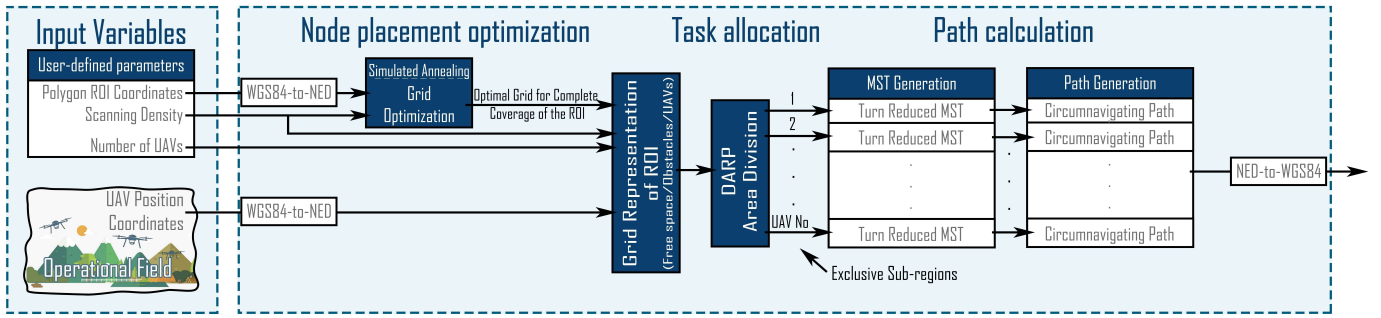 Input Variables
User-defined parameters
Polygon ROI Coordinates
Scanning Density
Number of UAVs
UAV Position
Coordinates
Operational Field
Node placement optimization
WGS84-to-NED
Simulated Annealing
Grid
Optimization
Optimal Grid for Complete
Coverage of the ROI
WGS84-to-NED
Grid Representation
of ROI
(Free space/Obstacles/UAVs)
Task allocation
DARP
Area Division
1
2
.
.
.
UAV No
Exclusive Sub-regions
Path calculation
MST Generation
Turn Reduced MST
Turn Reduced MST
.
.
.
Turn Reduced MST
.
.
.
Path Generation
Circumnavigating Path
Circumnavigating Path
.
.
.
Circumnavigating Path
NED-to-WGS84